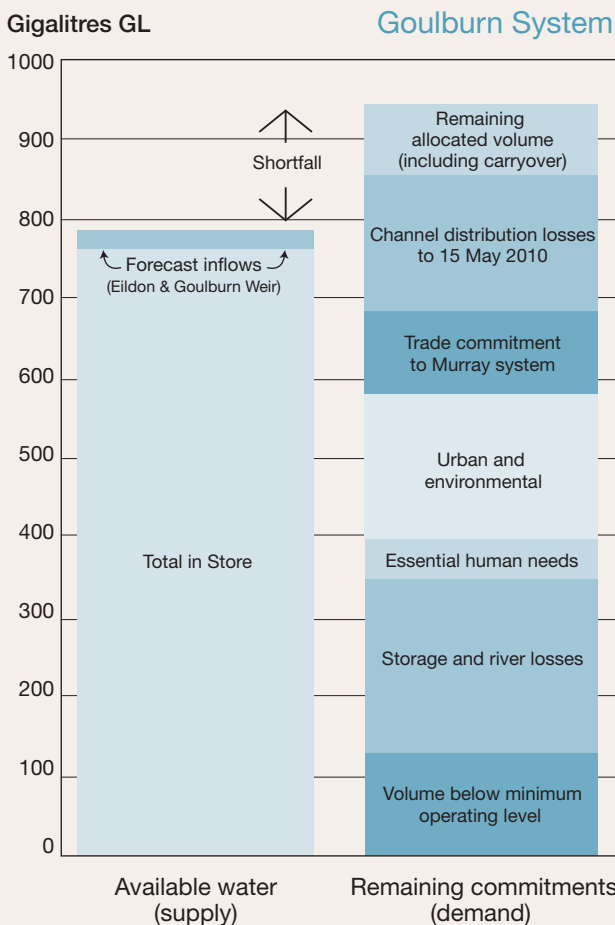 Gigalitres GL
Goulburn System
1000
900
800
700
600
500
400
300
200
100
0
Shortfall
Forecast inflows
(Eildon & Goulburn Weir)
Total in Store
Remaining
allocated volume
(including carryover)
Channel distribution losses
to 15 May 2010
Trade commitment
to Murray system
Urban and
environmental
Essential human needs
Storage and river losses
Volume below minimum
operating level
Available water
(supply)
Remaining commitments
(demand)